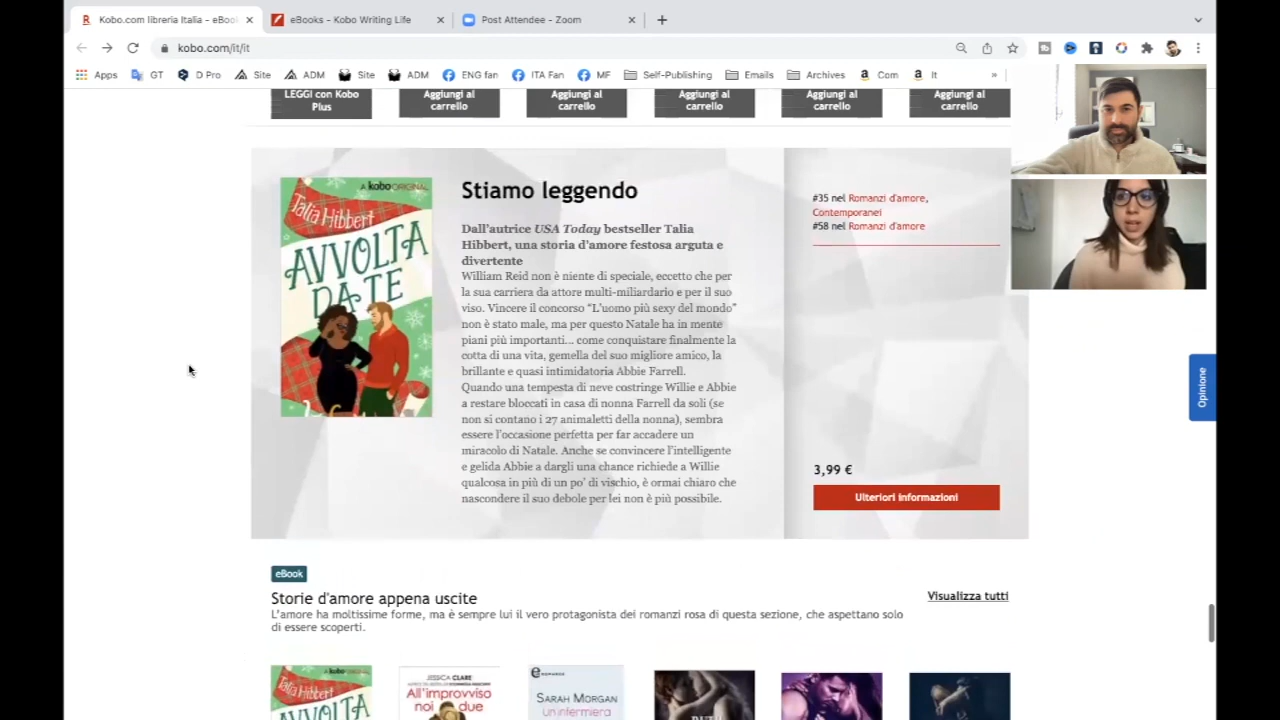 Kobo.com libreria Italia - eBoo
eBooks - Kobo Writing Life
Post Attendee - Zoom
kobo.com/it/it
Apps
GT
D Pro
Site
ADM
Site
ADM
ENG fan
ITA Fan
MF
Self-Publishing
Emails
Archives
Com
It
»
LEGGI con Kobo
Plus
Aggiungi al
carrello
Aggiungi al
carrello
Aggiungi al
carrello
Aggiungi al
carrello
Aggiungi al
carrello
A kobo ORIGINAL
Talia Hibbert
AVVOLTA
DA TE
Stiamo leggendo
Dall'autrice USA Today bestseller Talia
Hibbert, una storia d'amore festosa arguta e
divertente
William Reid non è niente di speciale, eccetto che per
la sua carriera da attore multi-miliardario e per il suo
viso. Vincere il concorso “L'uomo più sexy del mondo”
non è stato male, ma per questo Natale ha in mente
piani più importanti... come conquistare finalmente la
cotta di una vita, gemella del suo migliore amico, la
brillante e quasi intimidatoria Abbie Farrell.
Quando una tempesta di neve costringe Willie e Abbie
a restare bloccati in casa di nonna Farrell da soli (se
non si contano i 27 animaletti della nonna), sembra
essere l'occasione perfetta per far accadere un
miracolo di Natale. Anche se convincere l'intelligente
e gelida Abbie a dargli una chance richiede a Willie
qualcosa in più di un po' di vischio, è ormai chiaro che
nascondere il suo debole per lei non è più possibile.
#35 nel Romanzi d'amore,
Contemporanei
#58 nel Romanzi d'amore
3,99 €
Ulteriori informazioni
Opinione
eBook
Storie d'amore appena uscite
Visualizza tutti
L'amore ha moltissime forme, ma è sempre lui il vero protagonista dei romanzi rosa di questa sezione, che aspettano solo
di essere scoperti.
A kobo ORIGINAL
Talia Hibbert
AVVOLTA
JESSICA CLARE
All'improvviso
noi due
SARAH MORGAN
un'infermiera